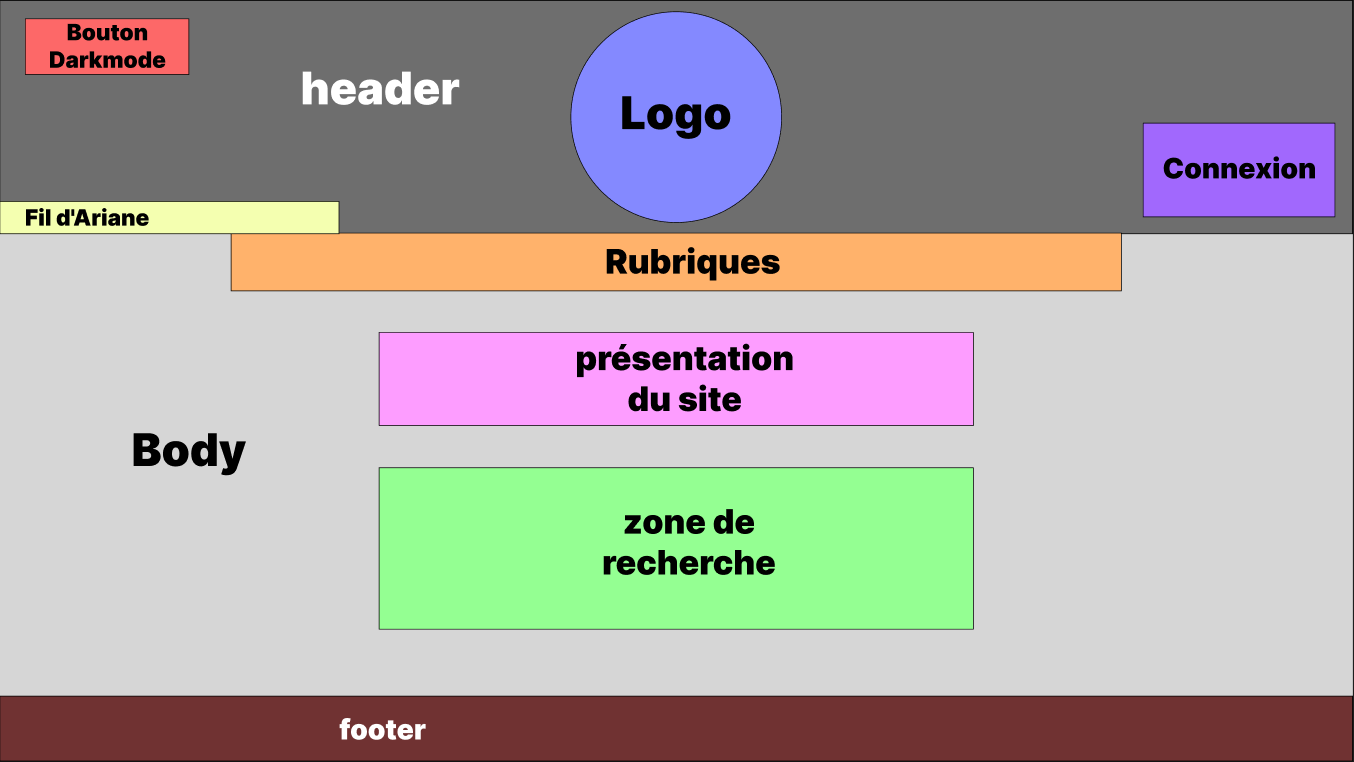 Bouton
Darkmode
header
Logo
Connexion
Fil d'Ariane
Rubriques
présentation
du site
Body
zone de
recherche
footer